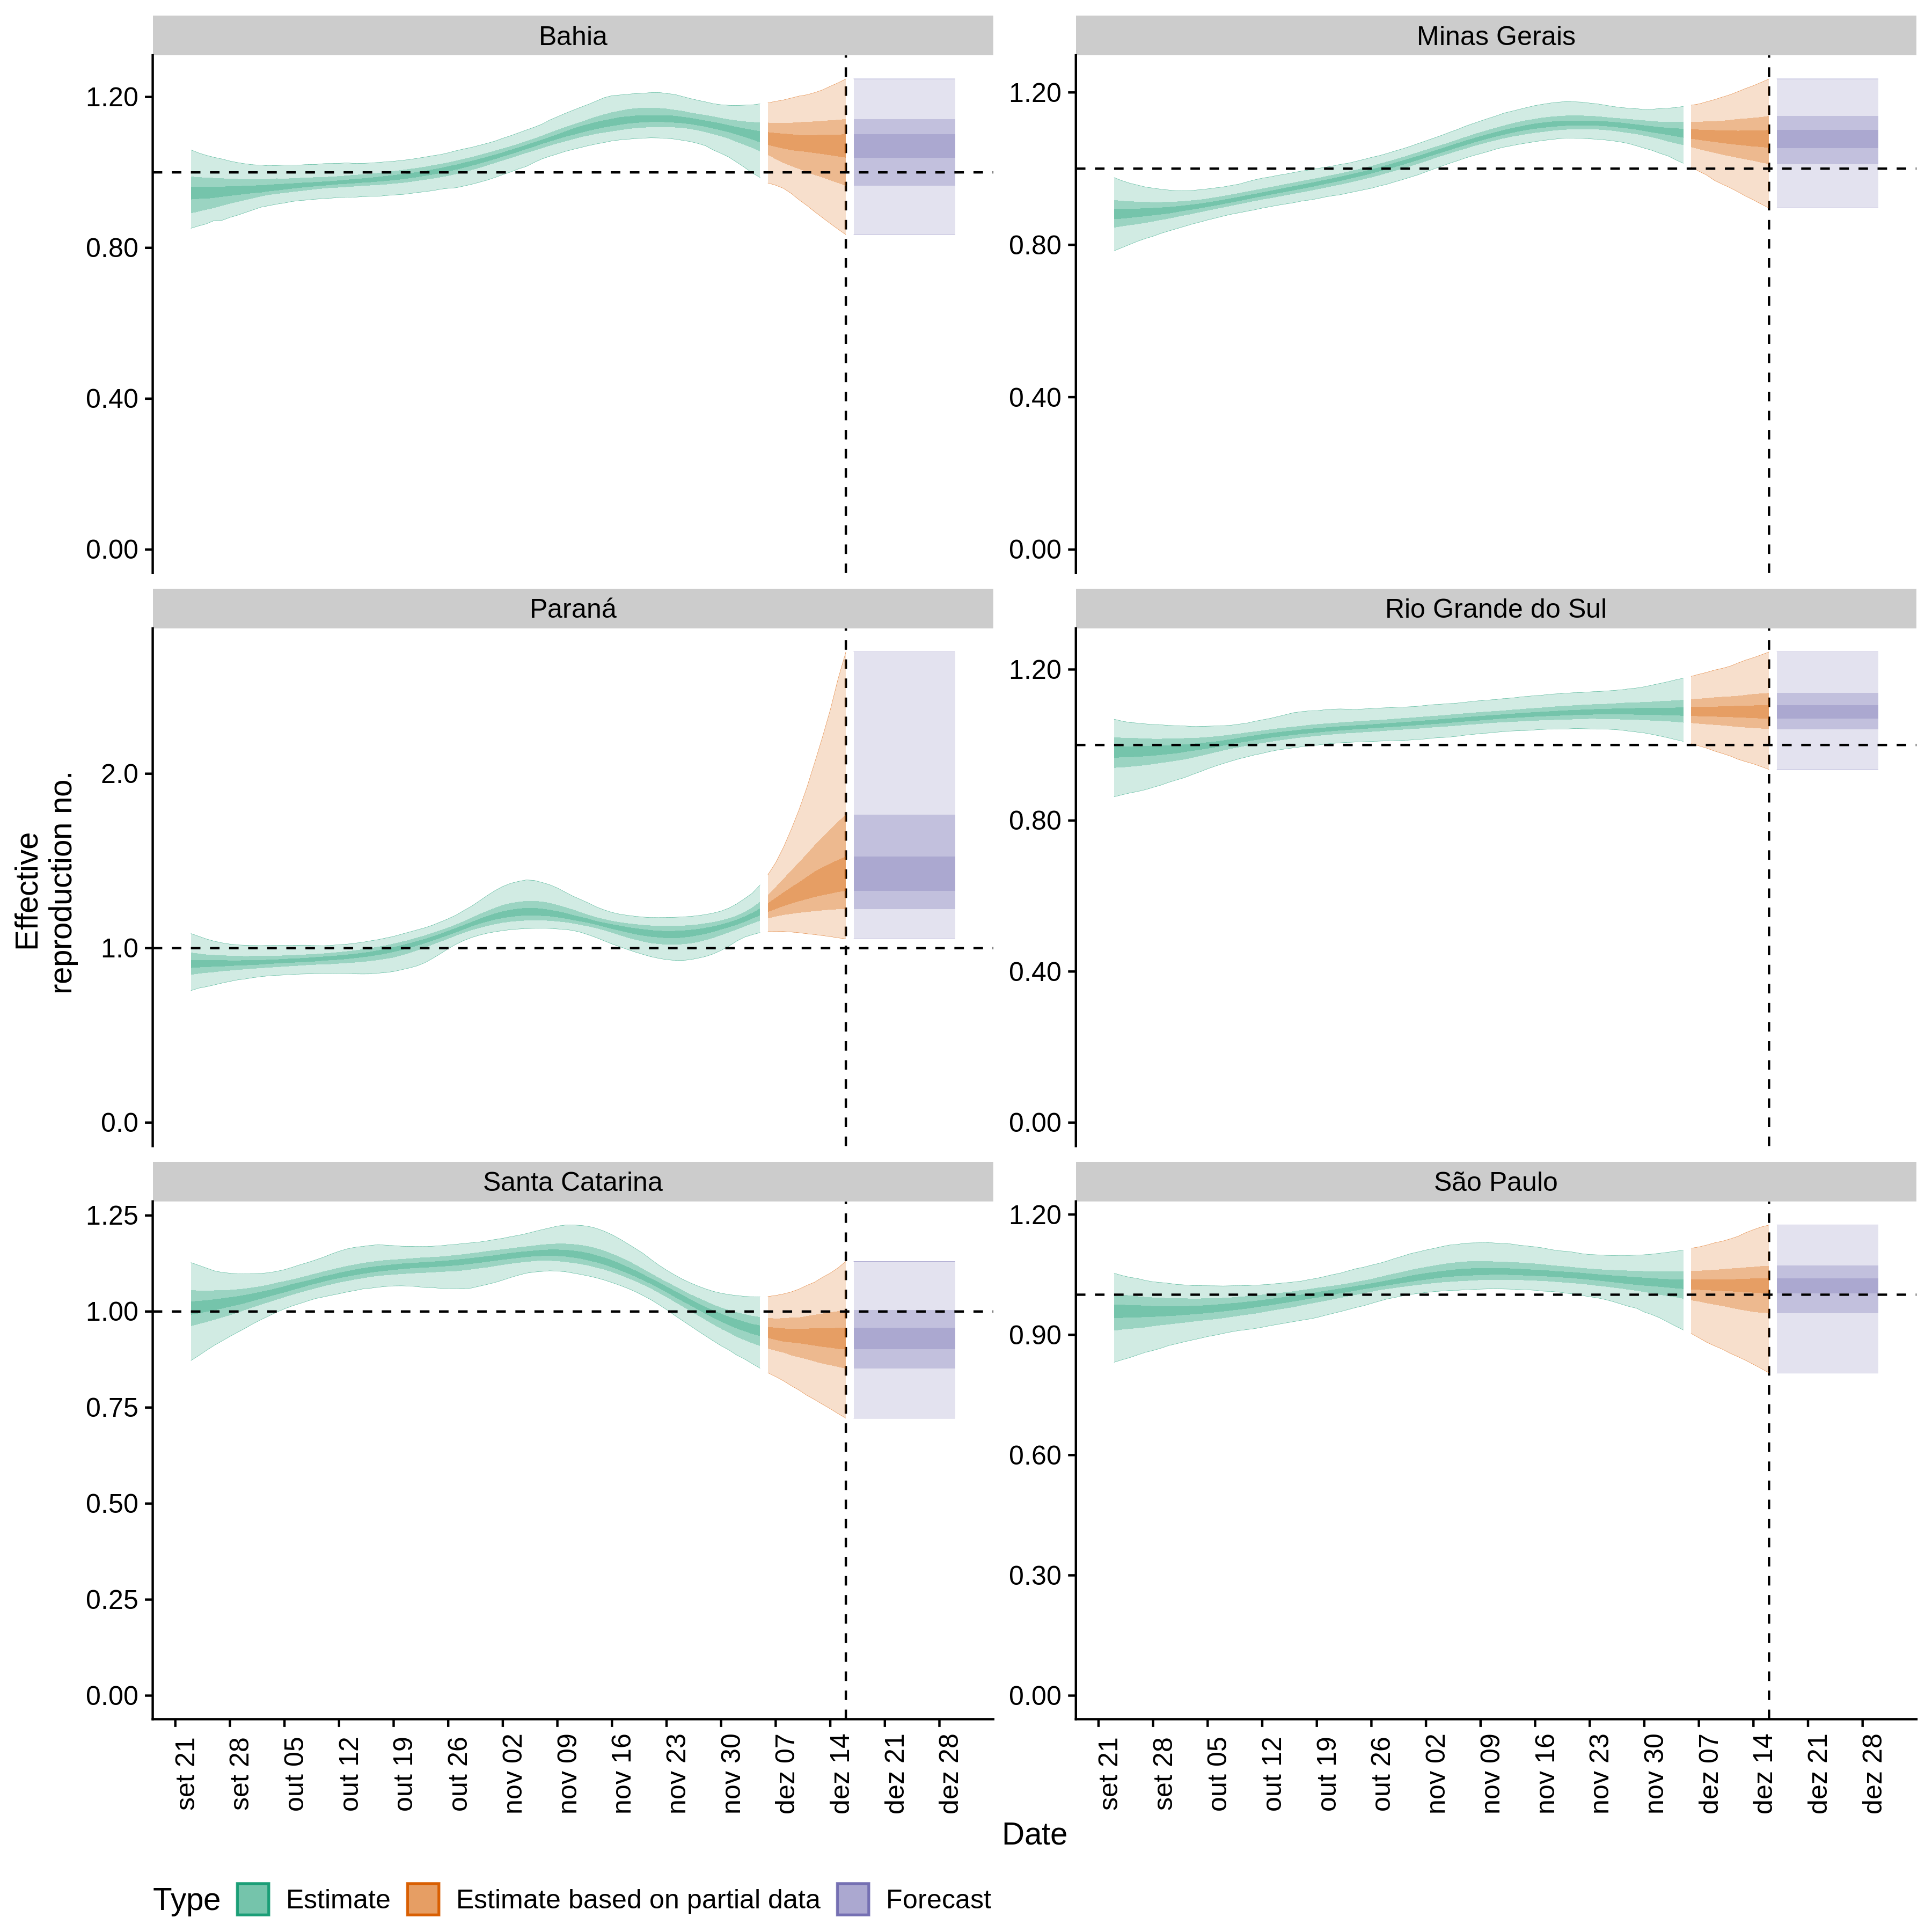 Bahia
Minas Gerais
1.20
0.80
0.40
0.00
1.20
0.80
0.40
0.00
Paraná
Rio Grande do Sul
2.0
1.0
0.0
1.20
0.80
0.40
0.00
Effective
reproduction no.
Santa Catarina
São Paulo
1.25
1.00
0.75
0.50
0.25
0.00
1.20
0.90
0.60
0.30
0.00
set 21
set 28
out 05
out 12
out 19
out 26
nov 02
nov 09
nov 16
nov 23
nov 30
dez 07
dez 14
dez 21
dez 28
set 21
set 28
out 05
out 12
out 19
out 26
nov 02
nov 09
nov 16
nov 23
nov 30
dez 07
dez 14
dez 21
dez 28
Date
Type Estimate Estimate based on partial data Forecast